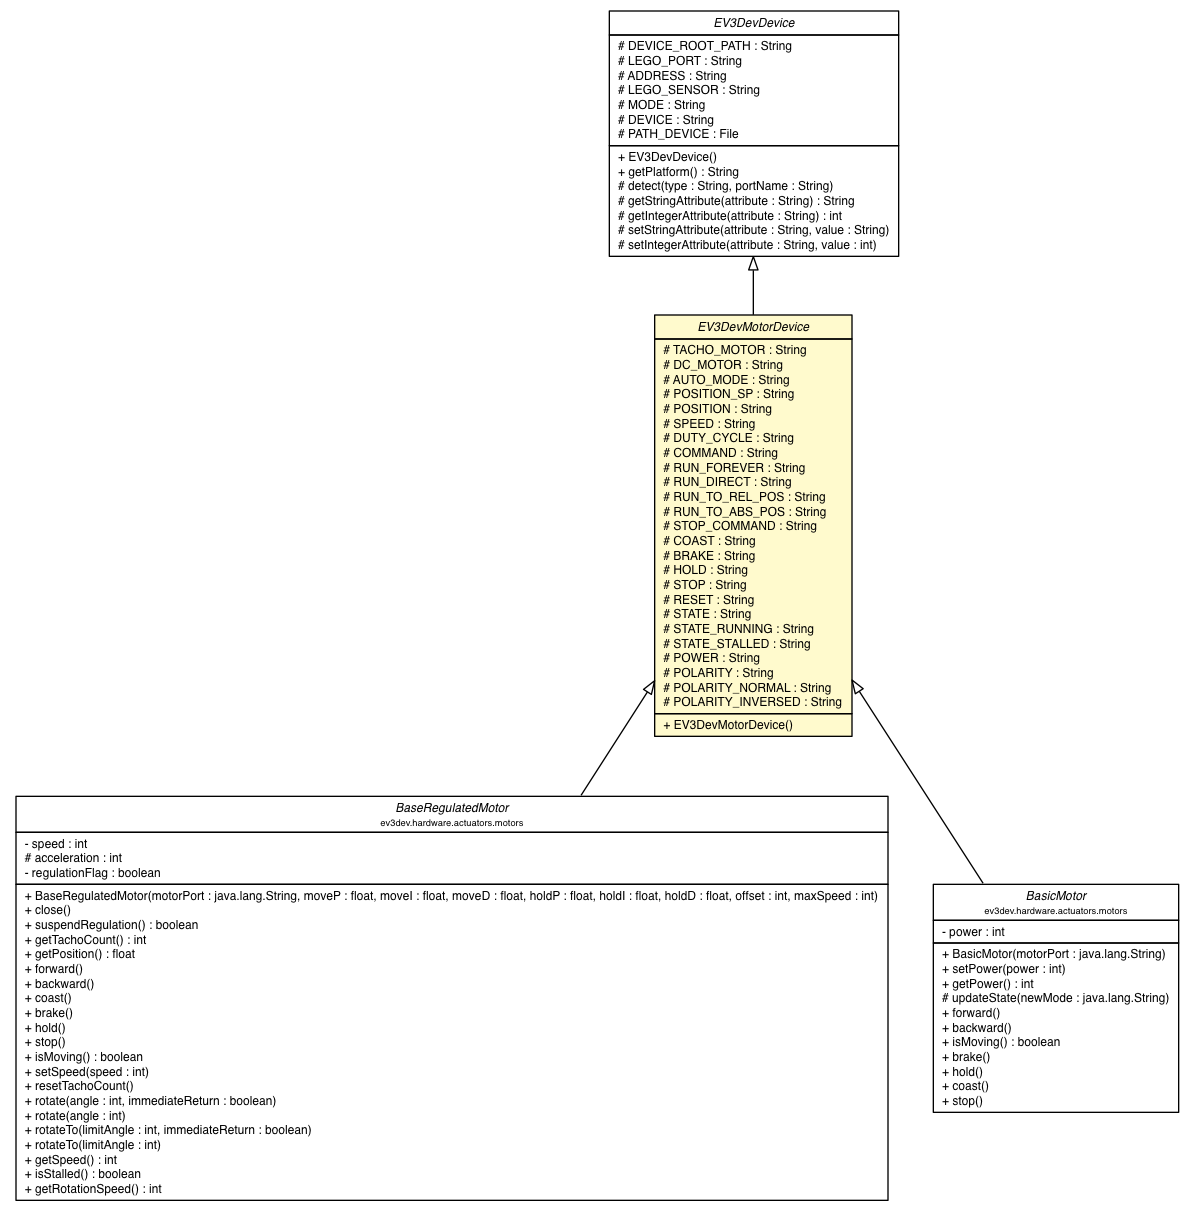 EV3DevDevice
# DEVICE_ROOT_PATH : String
# LEGO_PORT : String
# ADDRESS : String
# LEGO_SENSOR : String
# MODE : String
# DEVICE : String
# PATH_DEVICE : File
+ EV3DevDevice()
+ getPlatform() : String
# detect(type : String, portName : String)
# getStringAttribute(attribute : String) : String
# getIntegerAttribute(attribute : String) : int
# setStringAttribute(attribute : String, value : String)
# setIntegerAttribute(attribute : String, value : int)
EV3DevMotorDevice
# TACHO_MOTOR : String
# DC_MOTOR : String
# AUTO_MODE : String
# POSITION_SP : String
# POSITION : String
# SPEED : String
# DUTY_CYCLE : String
# COMMAND : String
# RUN_FOREVER : String
# RUN_DIRECT : String
# RUN_TO_REL_POS : String
# RUN_TO_ABS_POS : String
# STOP_COMMAND : String
# COAST : String
# BRAKE : String
# HOLD : String
# STOP : String
# RESET : String
# STATE : String
# STATE_RUNNING : String
# STATE_STALLED : String
# POWER : String
# POLARITY : String
# POLARITY_NORMAL : String
# POLARITY_INVERSED : String
+ EV3DevMotorDevice()
BaseRegulatedMotor
ev3dev.hardware.actuators.motors
- speed : int
# acceleration : int
- regulationFlag : boolean
+ BaseRegulatedMotor(motorPort : java.lang.String, moveP : float, moveI : float, moveD : float, holdP : float, holdI : float, holdD : float, offset : int, maxSpeed : int)
+ close()
+ suspendRegulation() : boolean
+ getTachoCount() : int
+ getPosition() : float
+ forward()
+ backward()
+ coast()
+ brake()
+ hold()
+ stop()
+ isMoving() : boolean
+ setSpeed(speed : int)
+ resetTachoCount()
+ rotate(angle : int, immediateReturn : boolean)
+ rotate(angle : int)
+ rotateTo(limitAngle : int, immediateReturn : boolean)
+ rotateTo(limitAngle : int)
+ getSpeed() : int
+ isStalled() : boolean
+ getRotationSpeed() : int
BasicMotor
ev3dev.hardware.actuators.motors
- power : int
+ BasicMotor(motorPort : java.lang.String)
+ setPower(power : int)
+ getPower() : int
# updateState(newMode : java.lang.String)
+ forward()
+ backward()
+ isMoving() : boolean
+ brake()
+ hold()
+ coast()
+ stop()